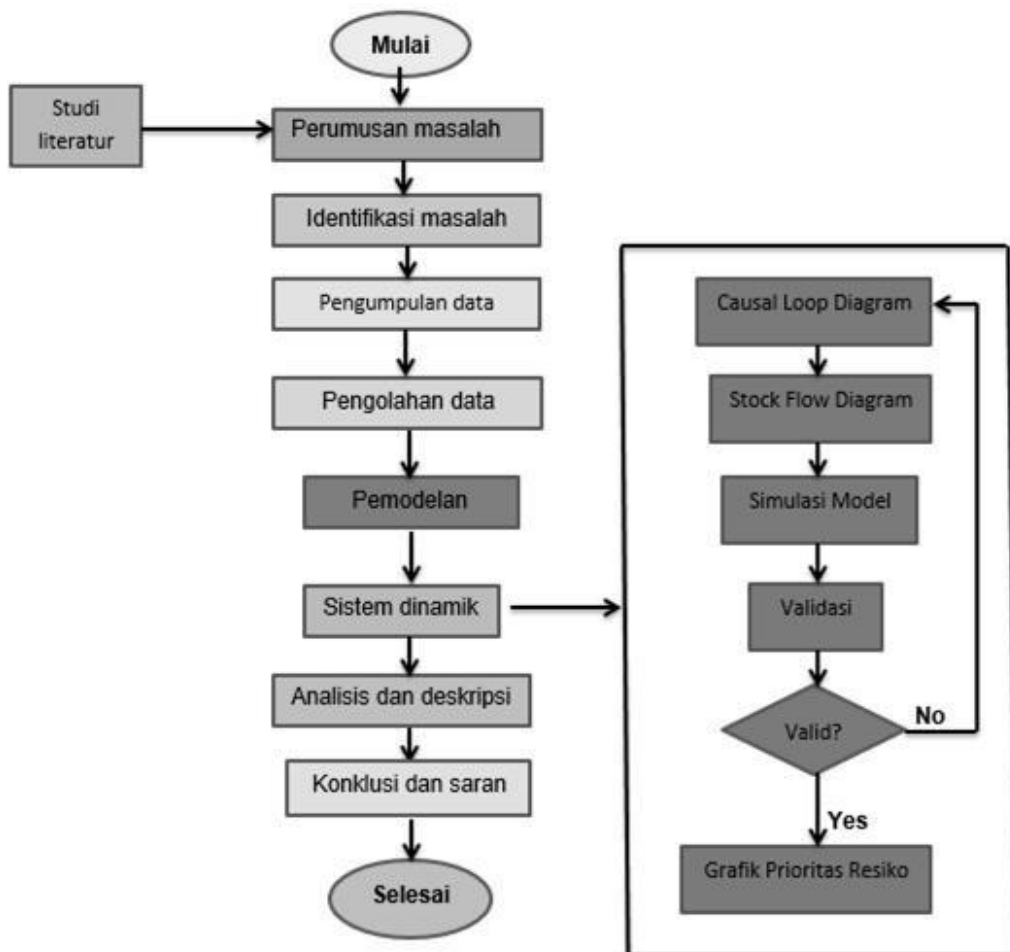 Mulai
Studi
literatur
Perumusan masalah
Identifikasi masalah
Pengumpulan data
Pengolahan data
Pemodelan
Sistem dinamik
Analisis dan deskripsi
Konklusi dan saran
Selesai
Causal Loop Diagram
Stock Flow Diagram
Simulasi Model
Validasi
Valid?
No
Yes
Grafik Prioritas Resiko